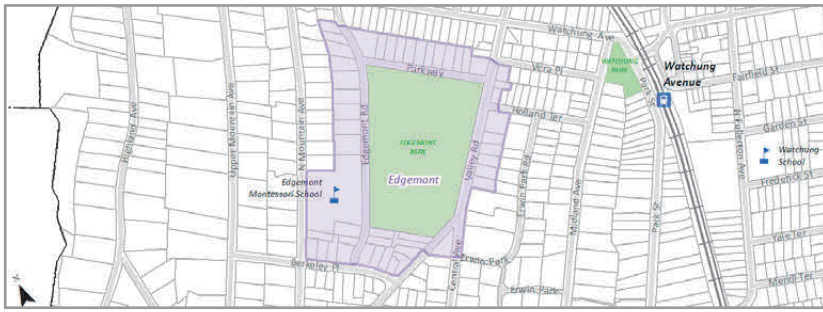 Watchung Ave
Parkway
Vera Pl
WATCHUNG
PARK
Park St
Watchung
Avenue
Fairfield St
Highland Ave
Upper Mountain Ave
N Mountain Ave
Edgemont Rd
EDGEMONT
PARK
Edgemont
Valley Rd
Holland Ter
Edgemont
Montessori School
Erwin Park Rd
Midland Ave
Park St
N Fullerton Ave
Garden St
Watchung
School
Frederick St
Yale Ter
Berkeley Pl
Central Ave
Erwin Park
Erwin Park
Mendl Ter
N